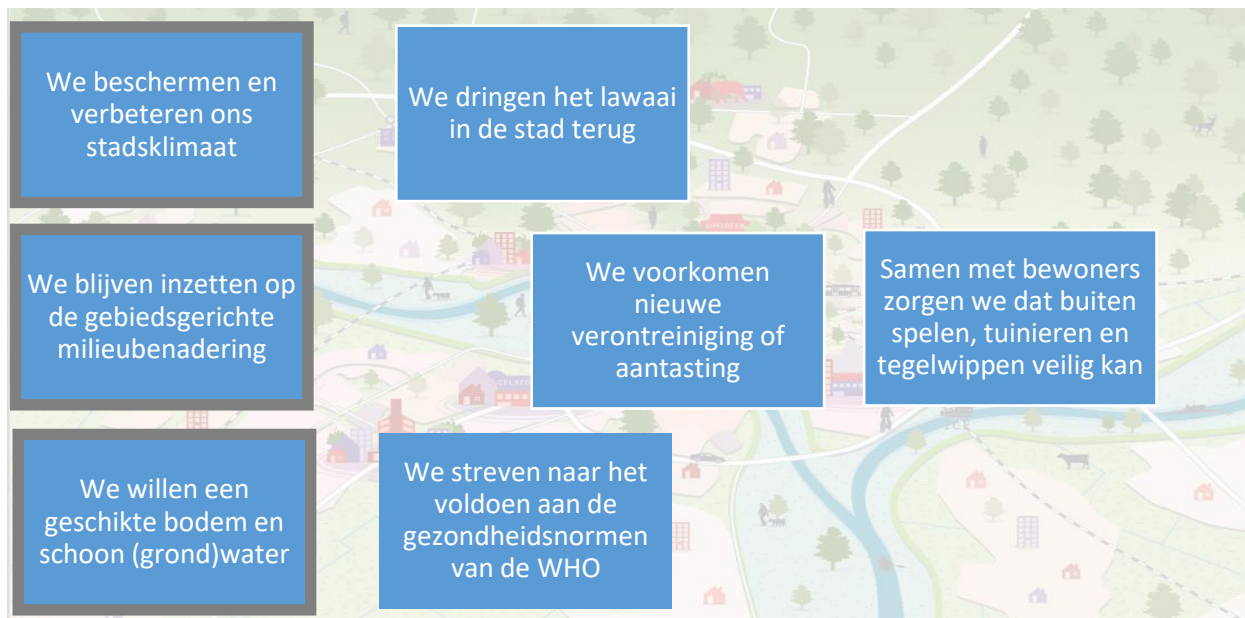 We beschermen en
verbeteren ons
stadsklimaat
We dringen het lawaai
in de stad terug
We blijven inzetten op
de gebiedsgerichte
milieubenadering
We voorkomen
nieuwe
verontreiniging of
aantasting
Samen met bewoners
zorgen we dat buiten
spelen, tuinieren en
tegelwippen veilig kan
We willen een
geschikte bodem en
schoon (grond)water
We streven naar het
voldoen aan de
gezondheidsnormen
van de WHO